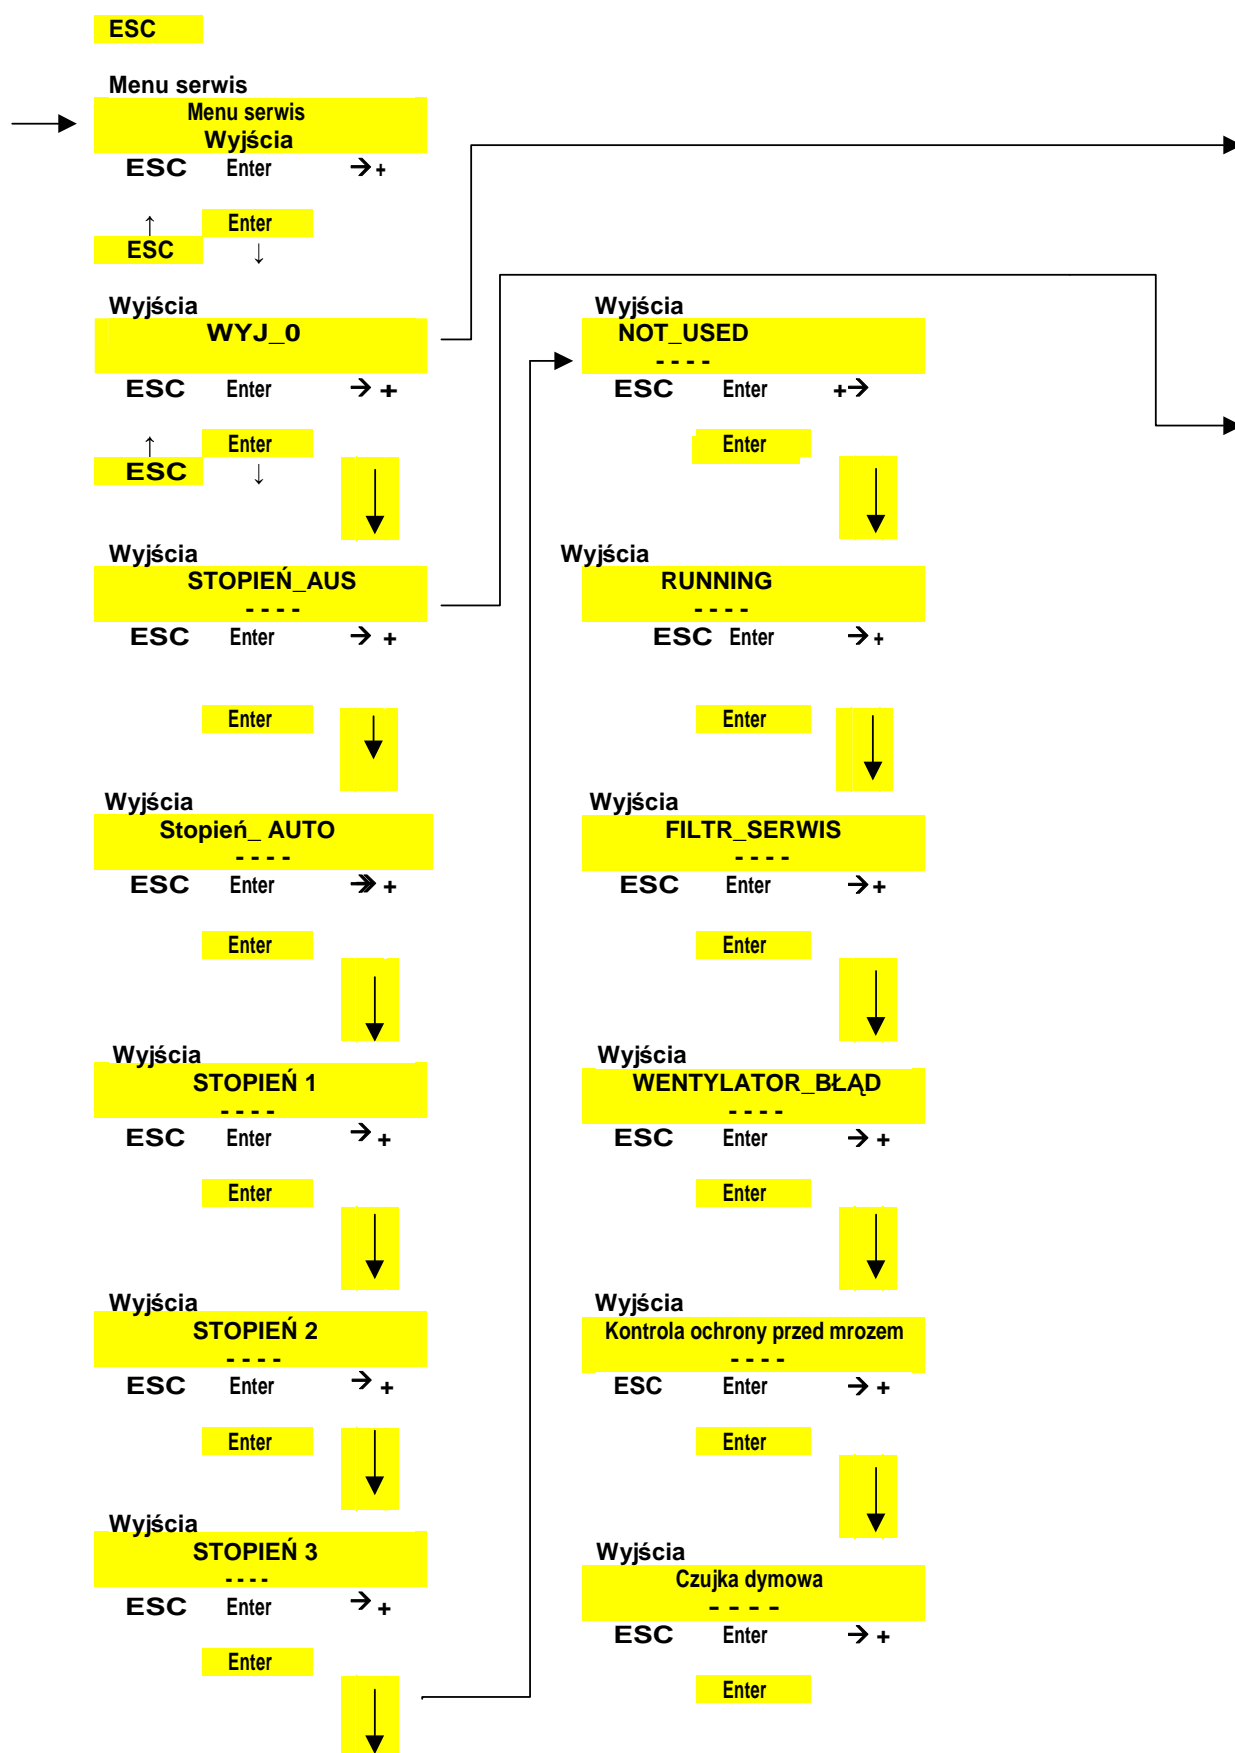 ESC
Menu serwis
Menu serwis
Wyjścia
ESC Enter → +
↑ Enter
ESC ↓
Wyjścia
WYJ_0
ESC Enter → +
↑ Enter
ESC ↓
Wyjścia
STOPIEŃ_AUS
- - - -
ESC Enter → +
Enter
Wyjścia
Stopień_ AUTO
- - - -
ESC Enter → +
Enter
Wyjścia
STOPIEŃ 1
- - - -
ESC Enter → +
Enter
Wyjścia
STOPIEŃ 2
- - - -
ESC Enter → +
Enter
Wyjścia
STOPIEŃ 3
- - - -
ESC Enter → +
Enter
Wyjścia
NOT_USED
- - - -
ESC Enter +→
Enter
Wyjścia
RUNNING
- - - -
ESC Enter → +
Enter
Wyjścia
FILTR_SERWIS
- - - -
ESC Enter → +
Enter
Wyjścia
WENTYLATOR_BŁĄD
- - - -
ESC Enter → +
Enter
Wyjścia
Kontrola ochrony przed mrozem
- - - -
ESC Enter → +
Enter
Wyjścia
Czujka dymowa
- - - -
ESC Enter → +
Enter